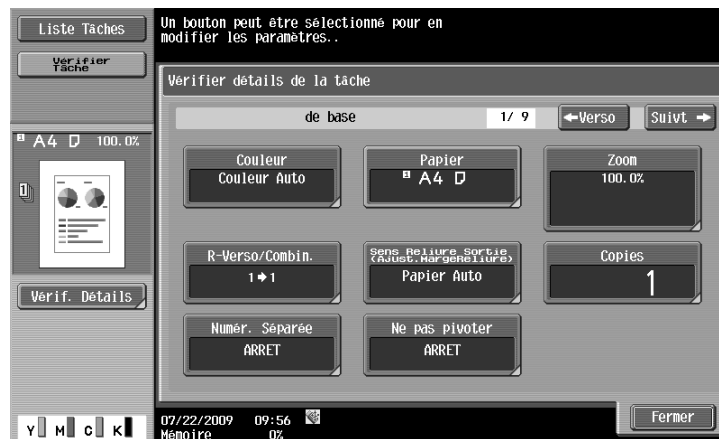 Liste Tâches
Un bouton peut être sélectionné pour en
modifier les paramètres..
Vérifier
Tâche
Vérifier détails de la tâche
de base
1/ 9
←Verso
Suivt →
A4 100.0%
Couleur
Couleur Auto
Papier
A4
Zoom
100.0%
R-Verso/Combin.
1→1
Sens Reliure Sortie
(Ajust.MargeReliure)
Papier Auto
Copies
1
Vérif. Détails
Numér. Séparée
ARRET
Ne pas pivoter
ARRET
Fermer
Y M C K
07/22/2009 09:56
Mémoire 0%